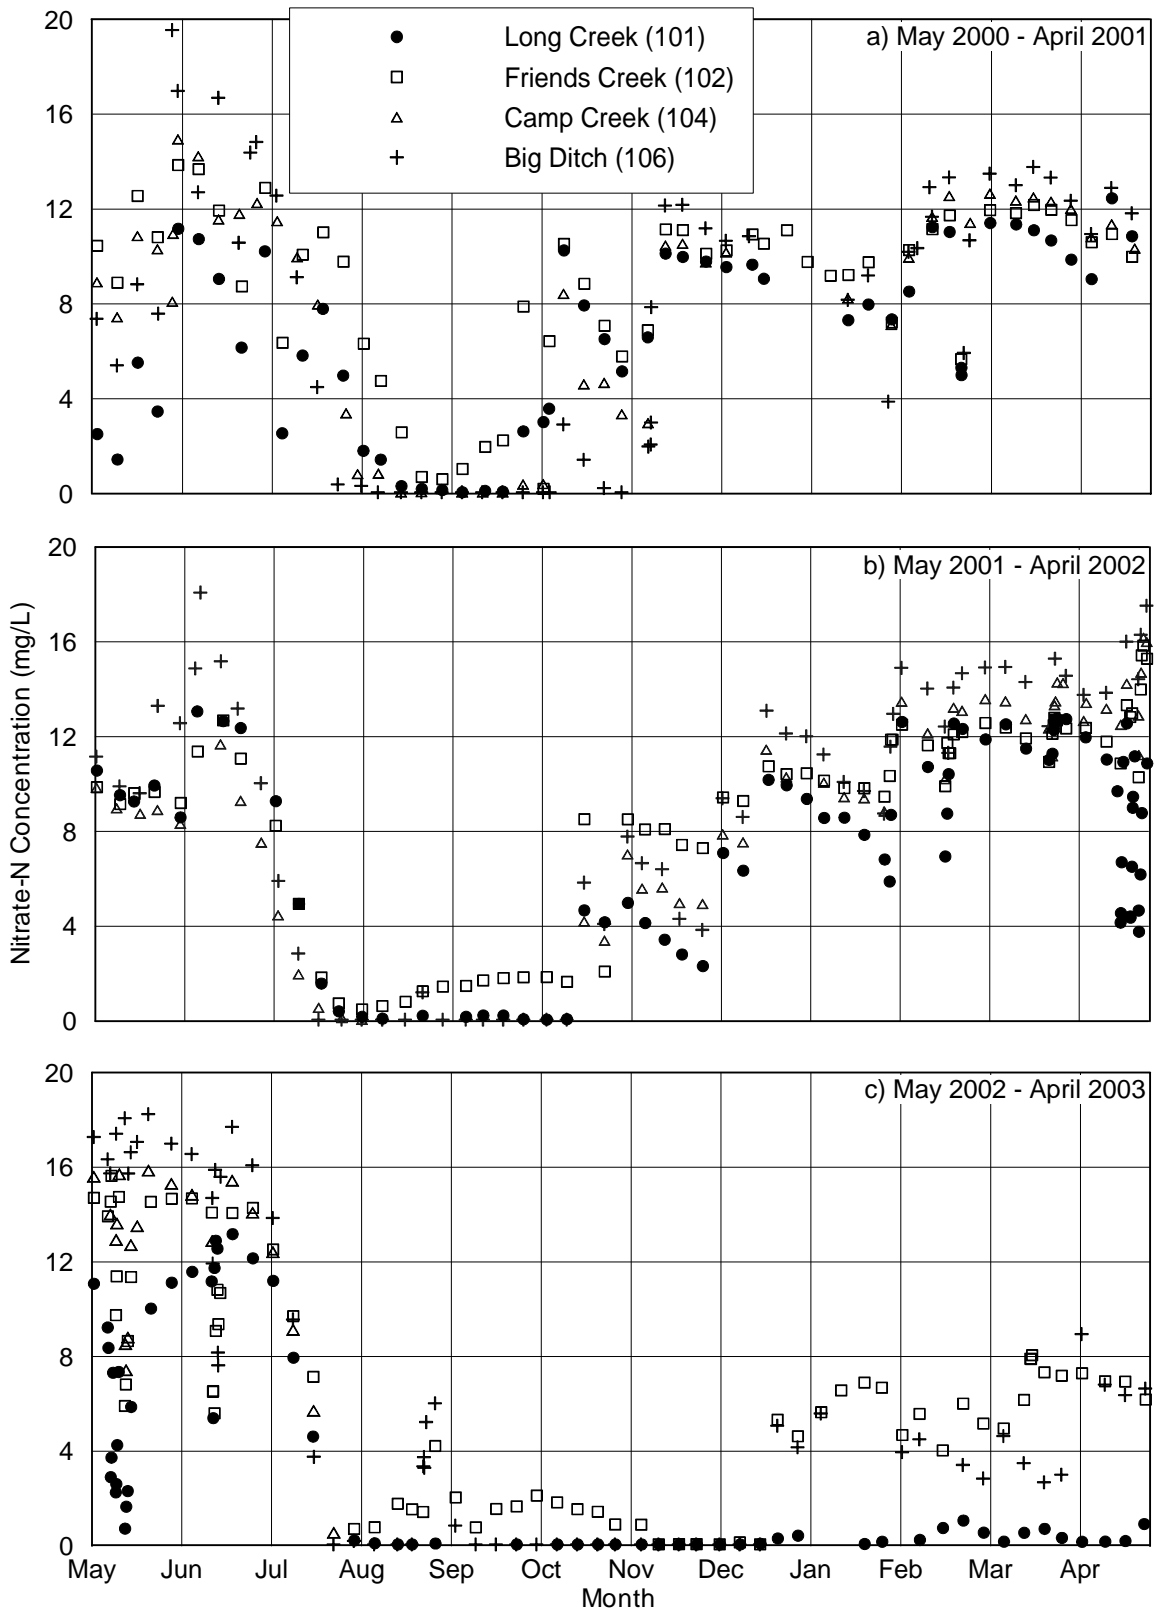 20
16
12
8
4
0
Long Creek (101)
Friends Creek (102)
Camp Creek (104)
Big Ditch (106)
a) May 2000 - April 2001
20
16
12
8
4
0
b) May 2001 - April 2002
Nitrate-N Concentration (mg/L)
20
16
12
8
4
0
c) May 2002 - April 2003
May Jun Jul Aug Sep Oct Nov Dec Jan Feb Mar Apr
Month